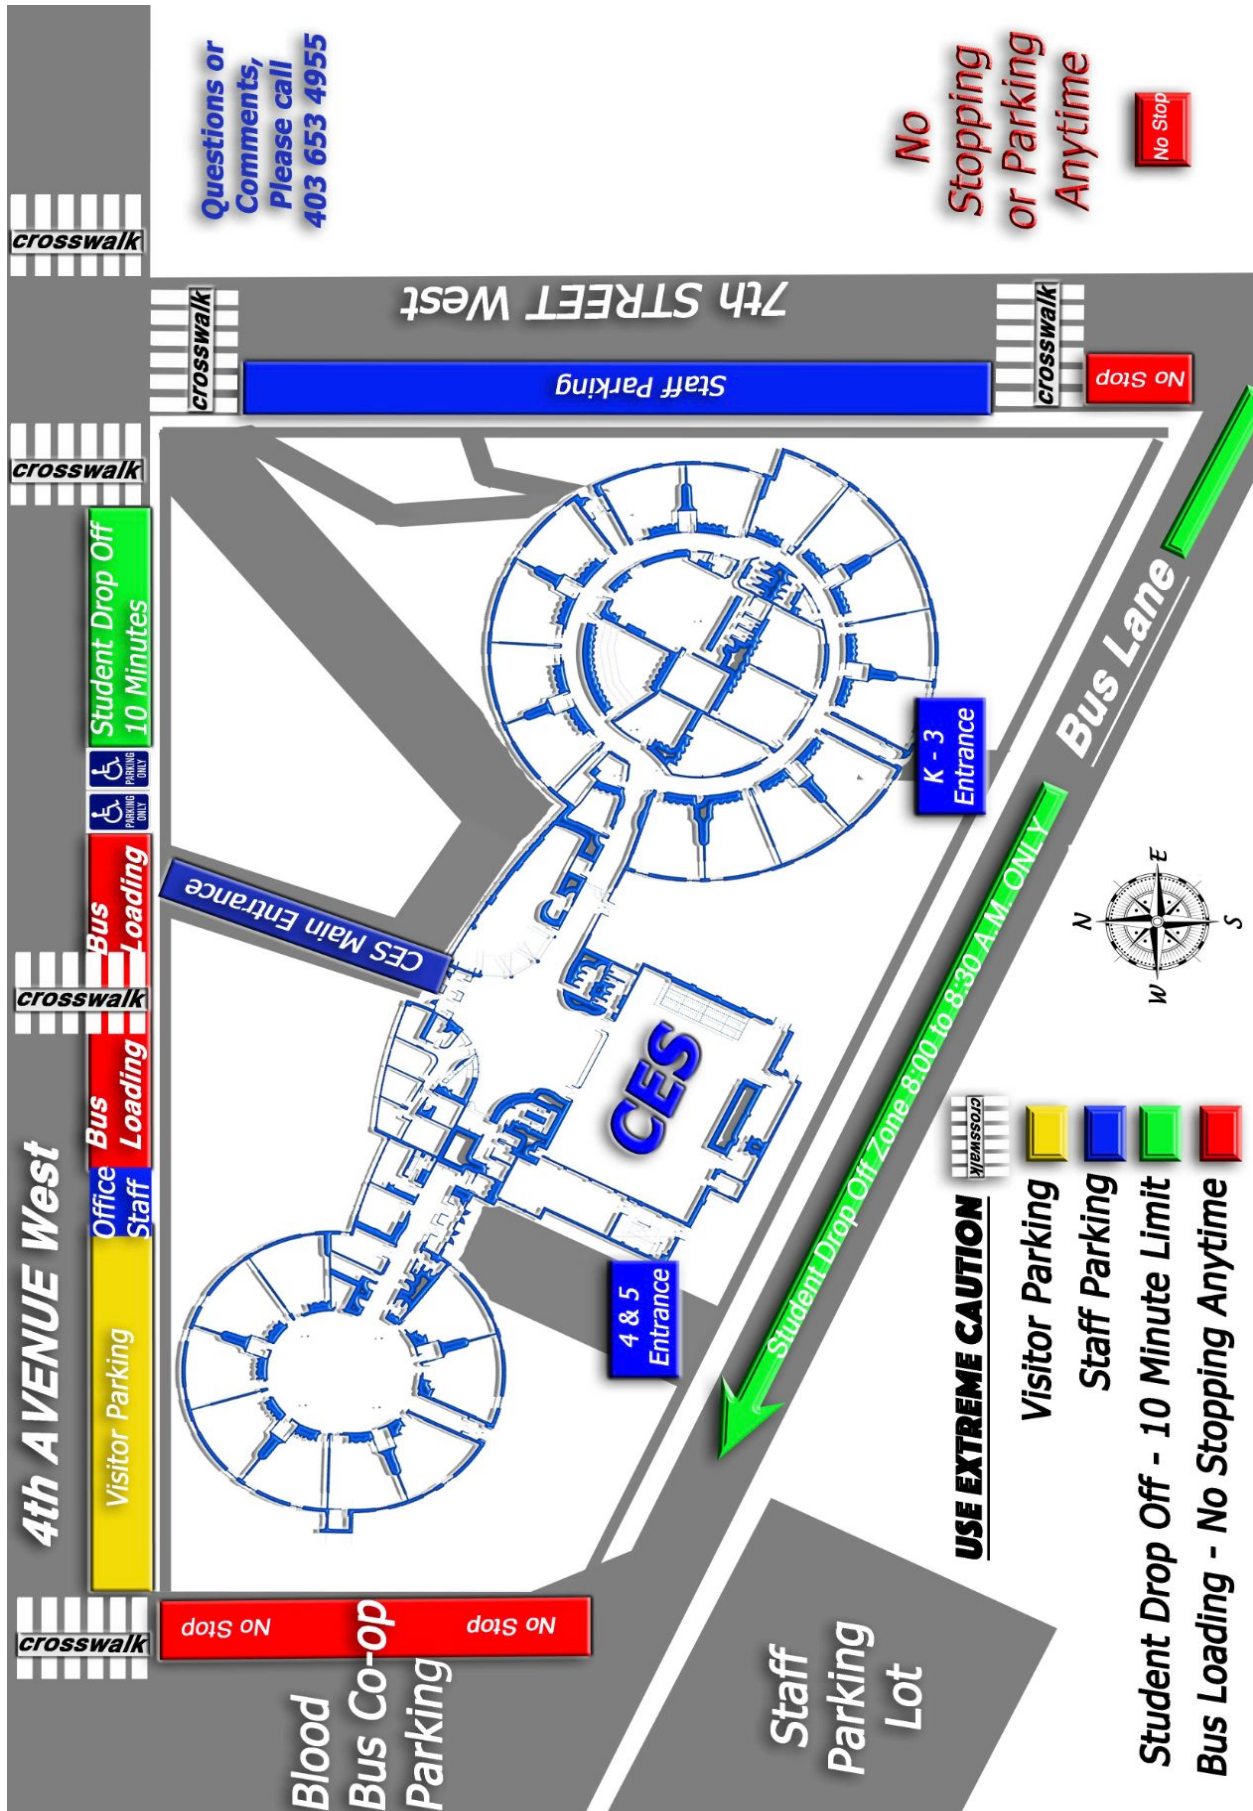 Questions or
Comments,
Please call
403 653 4955
No
Stopping
or Parking
Anytime
No Stop
crosswalk
crosswalk
crosswalk
crosswalk
crosswalk
crosswalk
4th AVENUE West
7th STREET West
Staff Parking
No Stop
Student Drop Off
10 Minutes
PARKING
ONLY
PARKING
ONLY
Bus
Loading
Bus
Loading
Office
Staff
Visitor Parking
CES Main Entrance
CES
K - 3
Entrance
4 & 5
Entrance
Bus Lane
Student Drop Off Zone 8:00 to 8:30 A.M. ONLY
No Stop
No Stop
Blood
Bus Co-op
Parking
Staff
Parking
Lot
N
E
S
W
USE EXTREME CAUTION
crosswalk
Visitor Parking
Staff Parking
Student Drop Off - 10 Minute Limit
Bus Loading - No Stopping Anytime